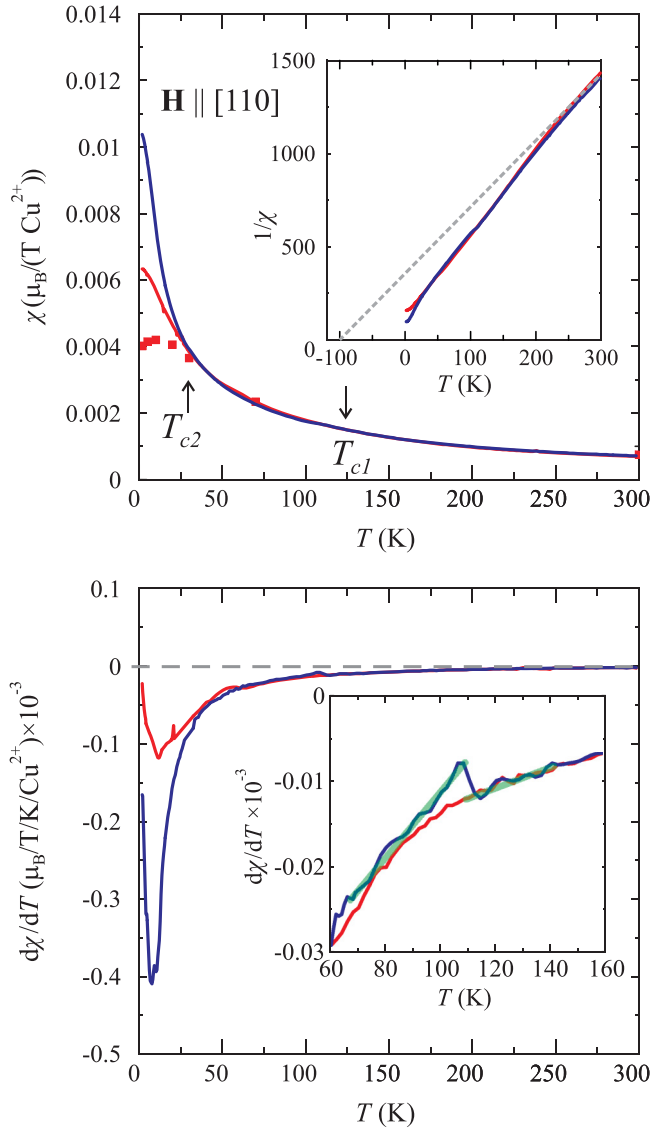 0.014
0.012
0.01
0.008
0.006
0.004
0.002
0
χ(μB/(T Cu²⁺))
H || [110]
1500
1000
500
0
1/χ
-100 0 100 200 300
T (K)
Tc2
Tc1
0 50 100 150 200 250 300
T (K)
0.1
0
-0.1
-0.2
-0.3
-0.4
-0.5
dχ/dT (μB/T/K/Cu²⁺)×10⁻³
0
-0.01
-0.02
-0.03
dχ/dT ×10⁻³
60 80 100 120 140 160
T (K)
0 50 100 150 200 250 300
T (K)